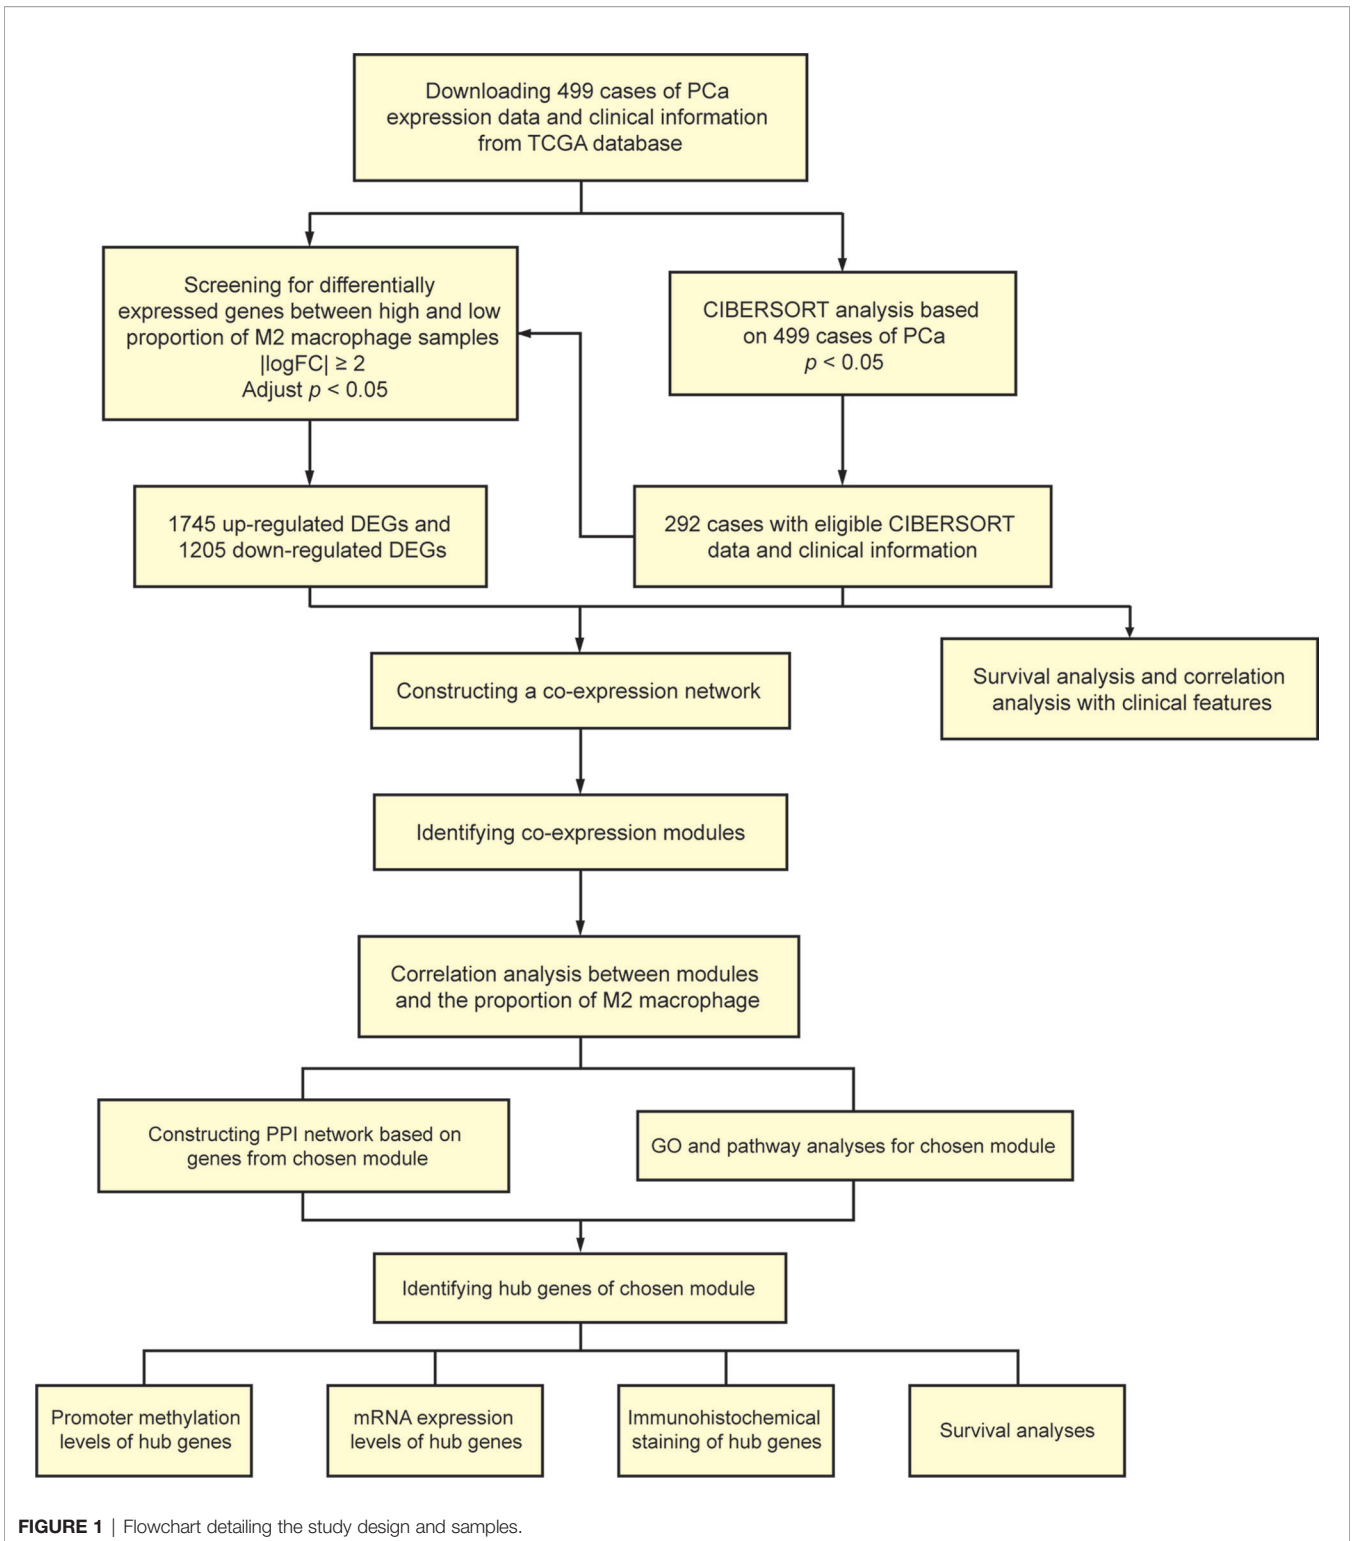 Downloading 499 cases of PCa
expression data and clinical information
from TCGA database
Screening for differentially
expressed genes between high and low
proportion of M2 macrophage samples
|logFC| ≥ 2
Adjust p < 0.05
CIBERSORT analysis based
on 499 cases of PCa
p < 0.05
1745 up-regulated DEGs and
1205 down-regulated DEGs
292 cases with eligible CIBERSORT
data and clinical information
Constructing a co-expression network
Survival analysis and correlation
analysis with clinical features
Identifying co-expression modules
Correlation analysis between modules
and the proportion of M2 macrophage
Constructing PPI network based on
genes from chosen module
GO and pathway analyses for chosen module
Identifying hub genes of chosen module
Promoter methylation
levels of hub genes
mRNA expression
levels of hub genes
Immunohistochemical
staining of hub genes
Survival analyses
FIGURE 1 | Flowchart detailing the study design and samples.